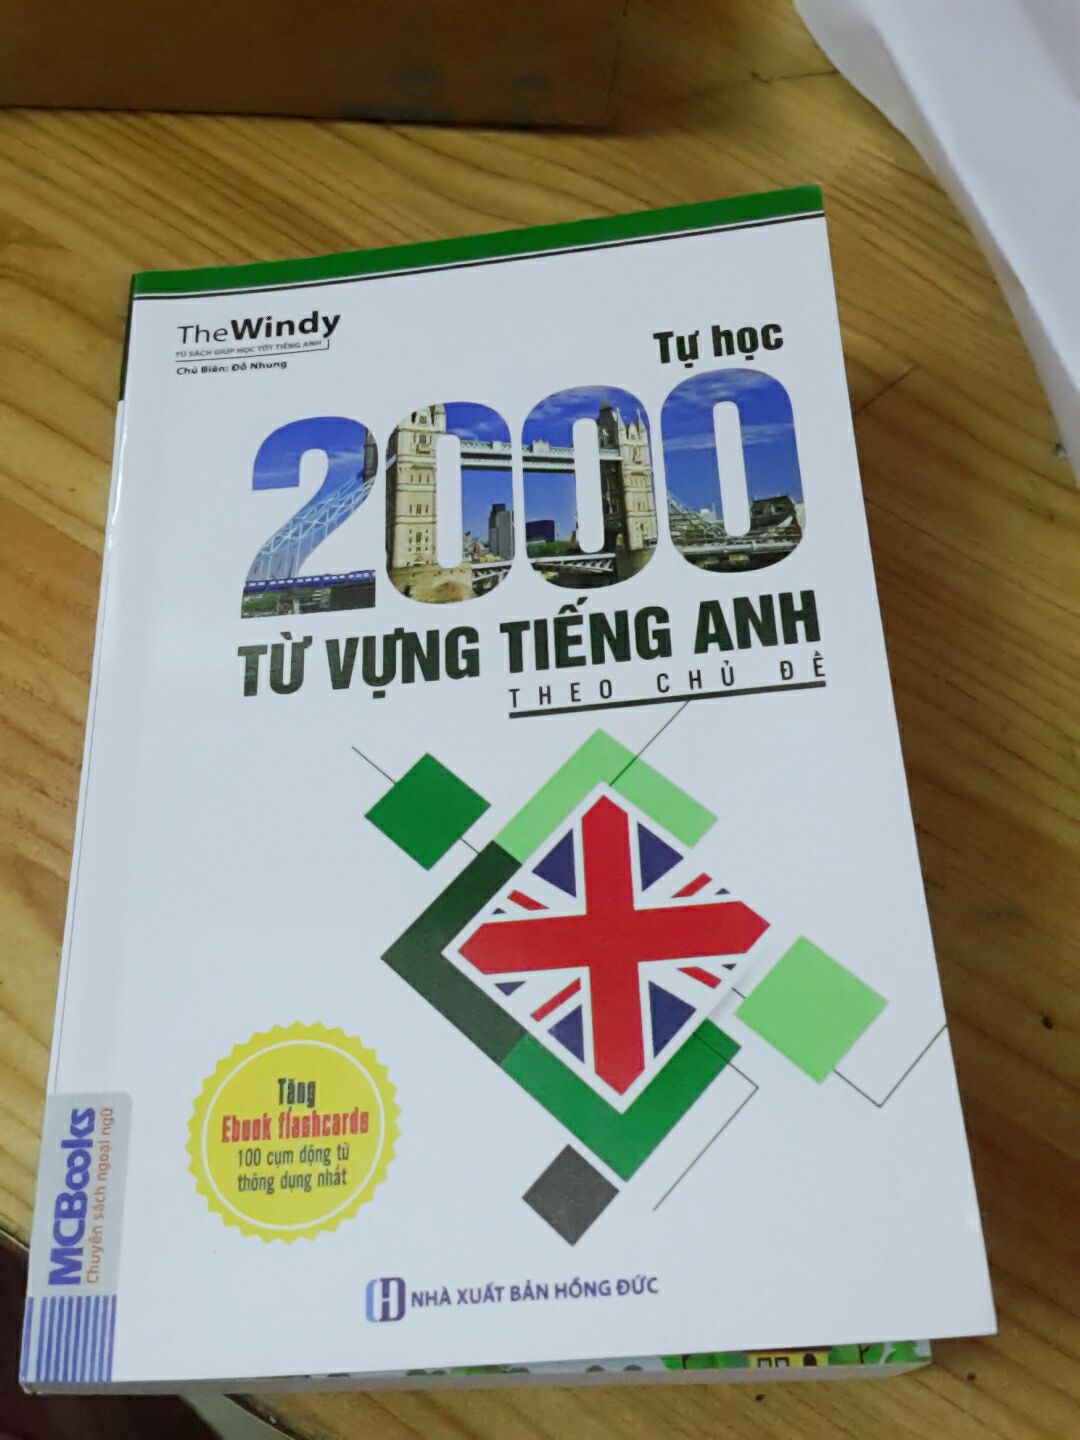 TheWindy
TỦ SÁCH GIÚP HỌC TỐT TIẾNG ANH
Chủ Biên: Đỗ Nhung
Tự học
2000
TỪ VỰNG TIẾNG ANH
THEO CHỦ ĐỀ
Tặng
Ebook flashcards
100 cụm động từ
thông dụng nhất
MCBooks
Chuyên sách ngoại ngữ
NHÀ XUẤT BẢN HỒNG ĐỨC